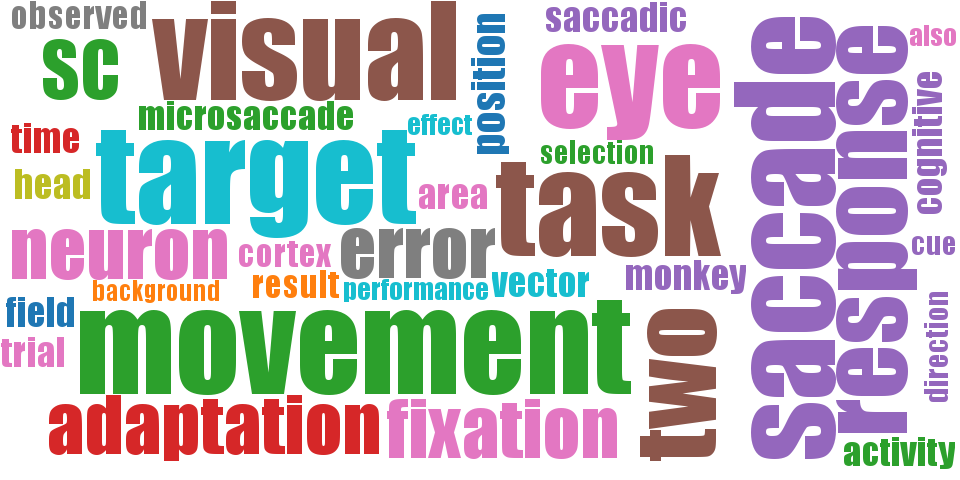 observed
visual
saccadic
eye
saccade
response
also
sc
position
microsaccade
effect
time
target
selection
cognitive
head
area
task
neuron
cortex
error
cue
monkey
background
result
performance
vector
field
movement
two
direction
trial
adaptation
fixation
activity